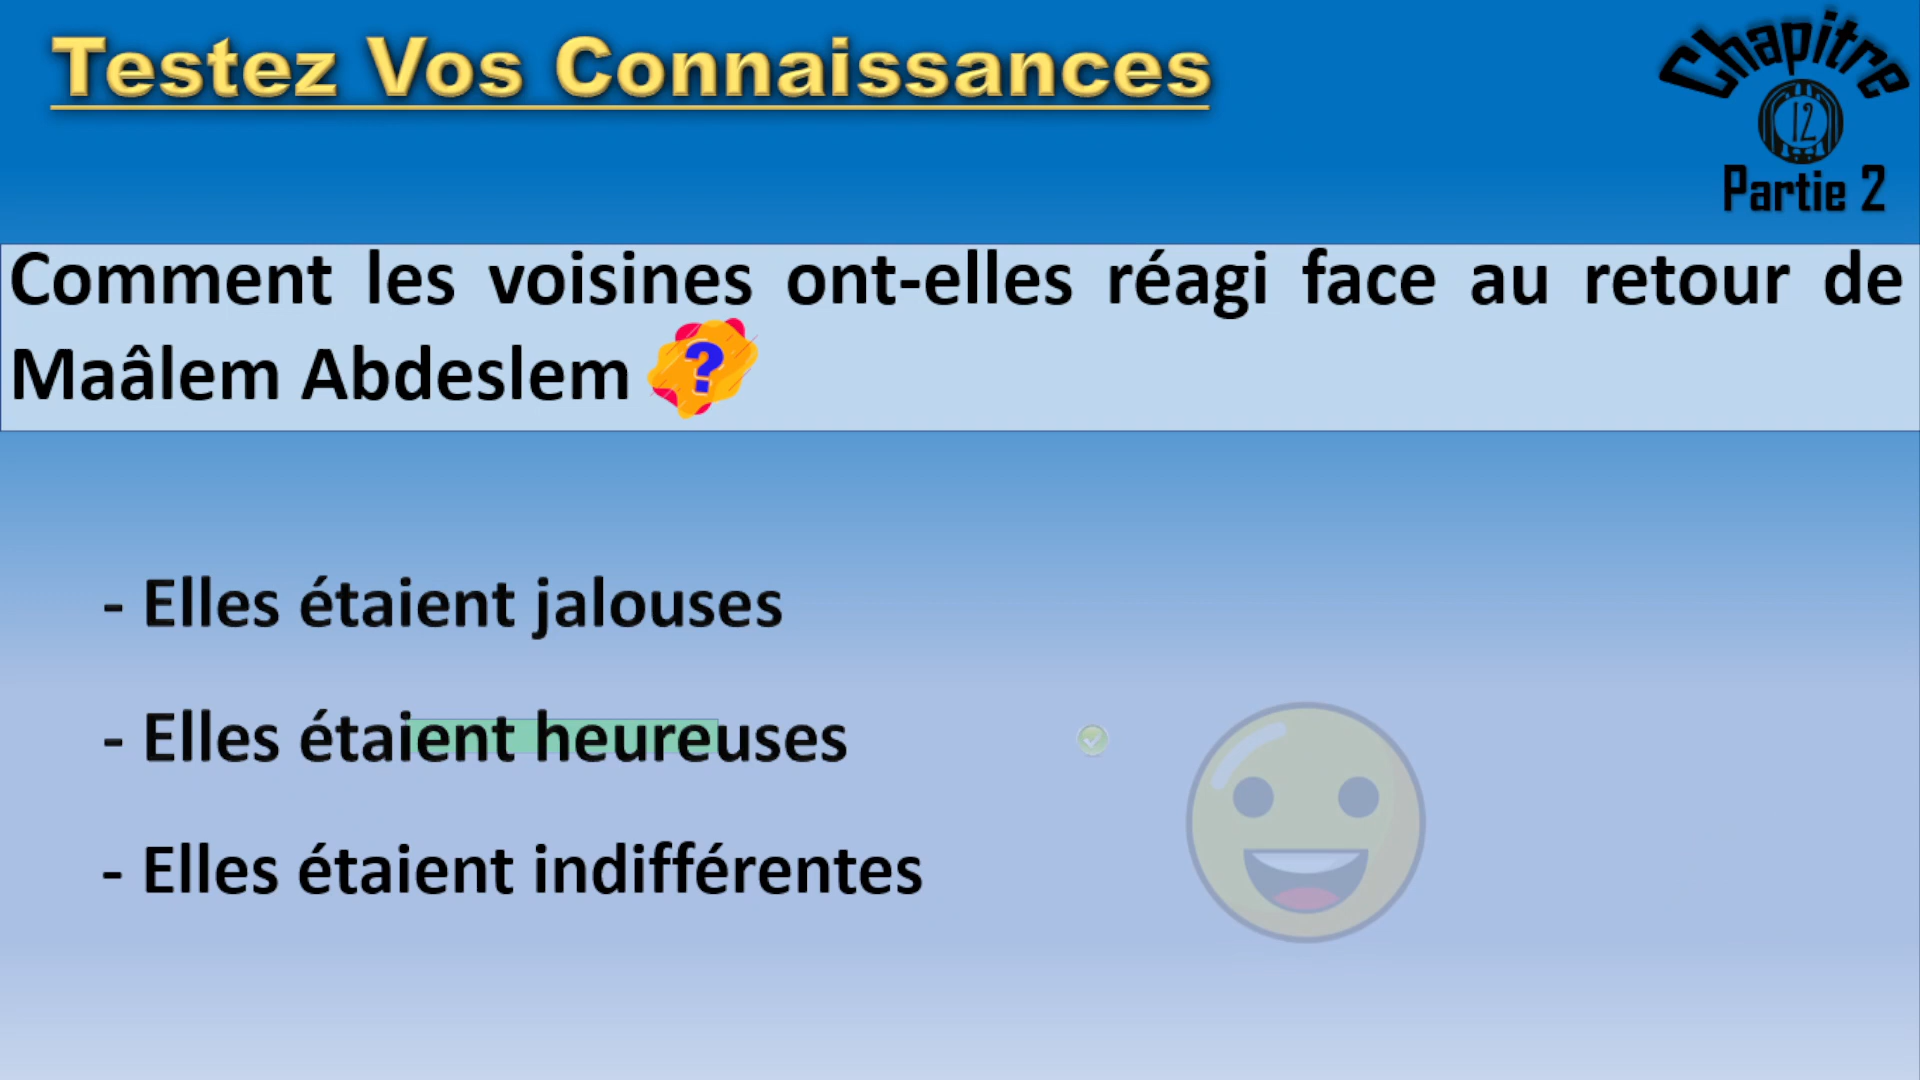 Testez Vos Connaissances
Chapitre
12
Partie 2
Comment les voisines ont-elles réagi face au retour de
Maâlem Abdeslem ?
- Elles étaient jalouses
- Elles étaient heureuses
- Elles étaient indifférentes